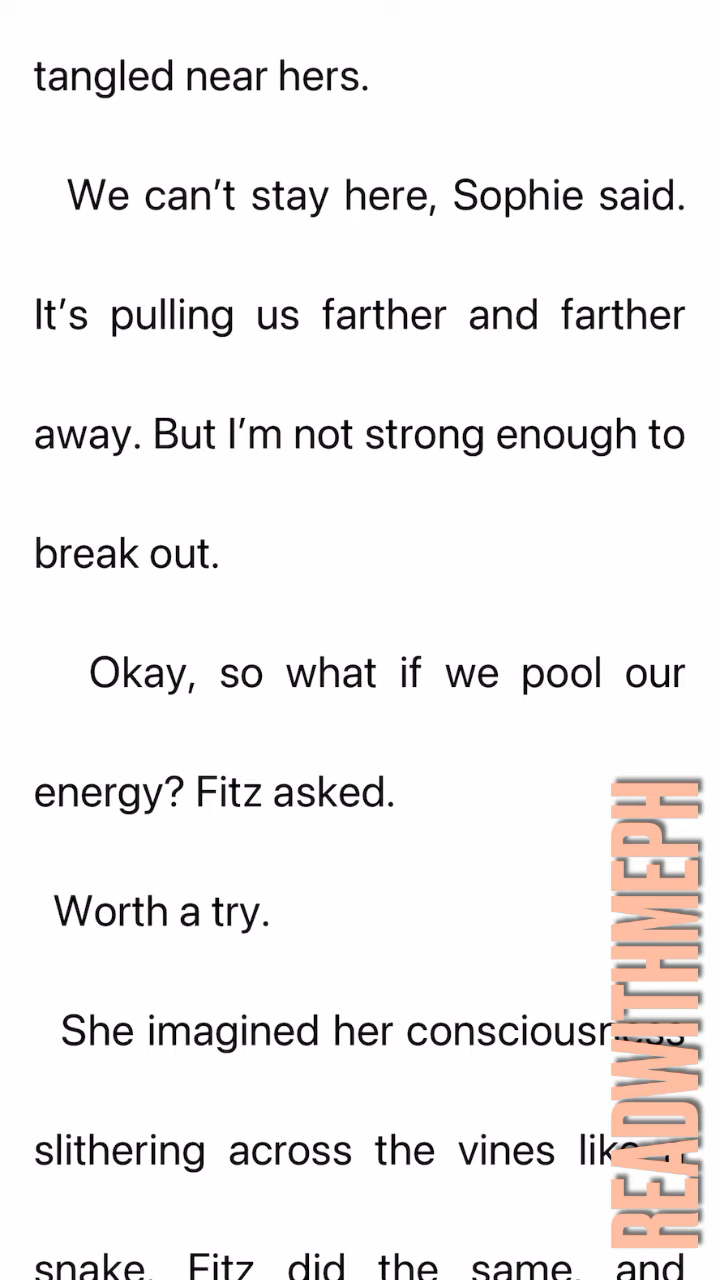 tangled near hers.
We can’t stay here, Sophie said.
It’s pulling us farther and farther
away. But I’m not strong enough to
break out.
Okay, so what if we pool our
energy? Fitz asked.
Worth a try.
She imagined her consciousness
slithering across the vines like a
snake. Fitz did the same, and
READWITHMEPH